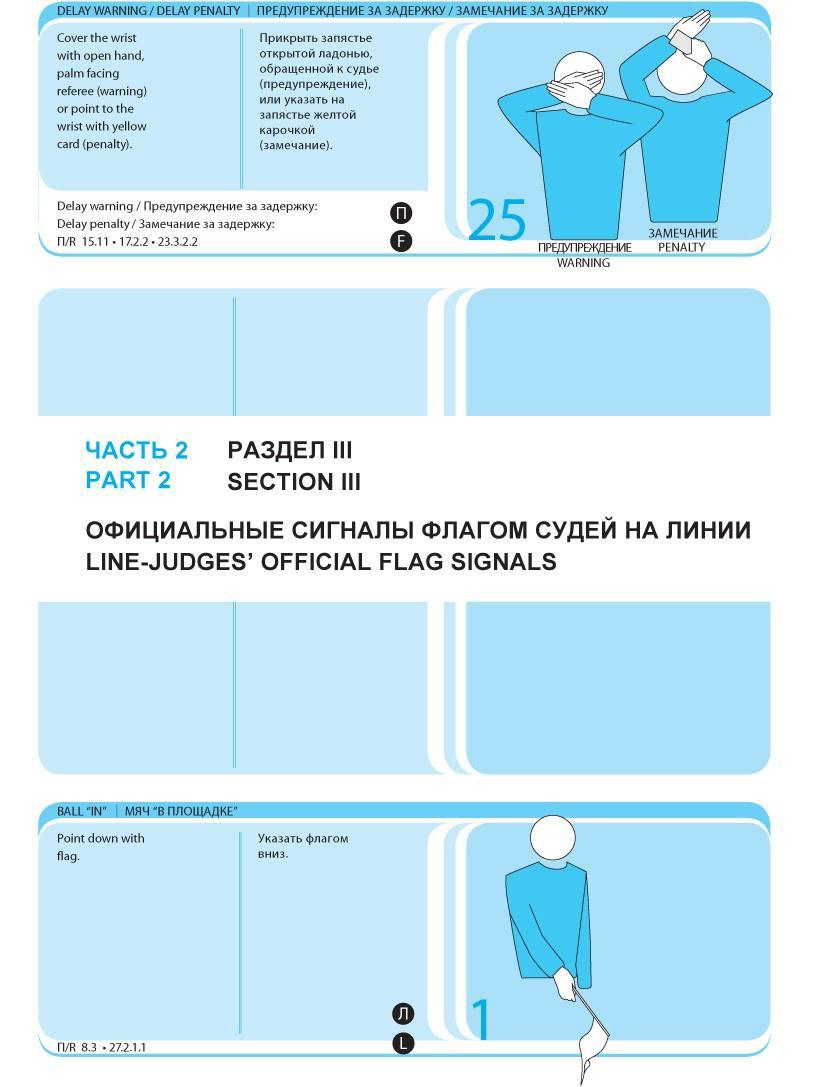 DELAY WARNING / DELAY PENALTY | ПРЕДУПРЕЖДЕНИЕ ЗА ЗАДЕРЖКУ / ЗАМЕЧАНИЕ ЗА ЗАДЕРЖКУ
Cover the wrist
with open hand,
palm facing
referee (warning)
or point to the
wrist with yellow
card (penalty).
Прикрыть запястье
открытой ладонью,
обращенной к судье
(предупреждение),
или указать на
запястье желтой
карочкой
(замечание).
Delay warning / Предупреждение за задержку:
Delay penalty / Замечание за задержку:
П/R 15.11 • 17.2.2 • 23.3.2.2
П
F
25
ПРЕДУПРЕЖДЕНИЕ
WARNING
ЗАМЕЧАНИЕ
PENALTY
ЧАСТЬ 2 РАЗДЕЛ III
PART 2 SECTION III
ОФИЦИАЛЬНЫЕ СИГНАЛЫ ФЛАГОМ СУДЕЙ НА ЛИНИИ
LINE-JUDGES’ OFFICIAL FLAG SIGNALS
BALL “IN” | МЯЧ “В ПЛОЩАДКЕ”
Point down with
flag.
Указать флагом
вниз.
Л
L
1
П/R 8.3 • 27.2.1.1